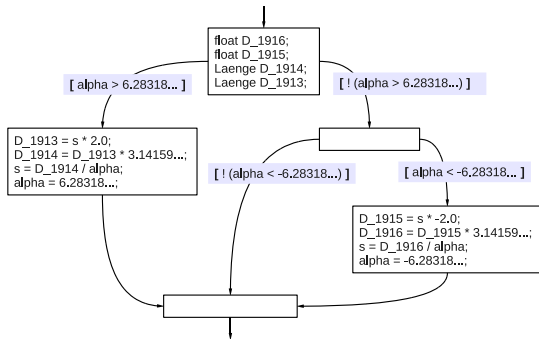 float D_1916;
float D_1915;
Laenge D_1914;
Laenge D_1913;
[ alpha > 6.28318... ]
[ ! (alpha > 6.28318...) ]
D_1913 = s * 2.0;
D_1914 = D_1913 * 3.14159...;
s = D_1914 / alpha;
alpha = 6.28318...;
[ ! (alpha < -6.28318...) ]
[ alpha < -6.28318... ]
D_1915 = s * -2.0;
D_1916 = D_1915 * 3.14159...;
s = D_1916 / alpha;
alpha = -6.28318...;